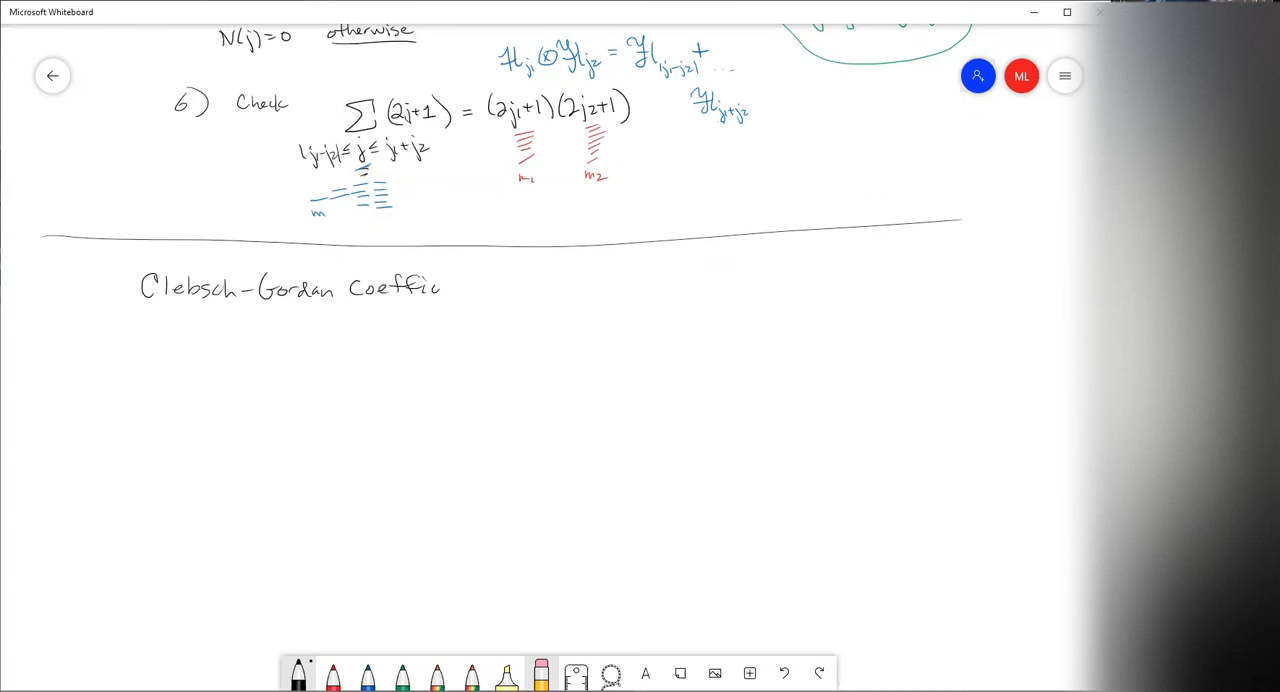 Microsoft Whiteboard
N(j)=0 otherwise
ℋj₁ ⊗ ℋj₂ = ℋ|j₁-j₂| + ...
ℋj₁+j₂
6) Check ∑ (2j+1) = (2j₁+1)(2j₂+1)
|j-j₂| ≤ j ≤ j₁+j₂
m₁ m₂
m
Clebsch-Gordan Coeffic
ML
A